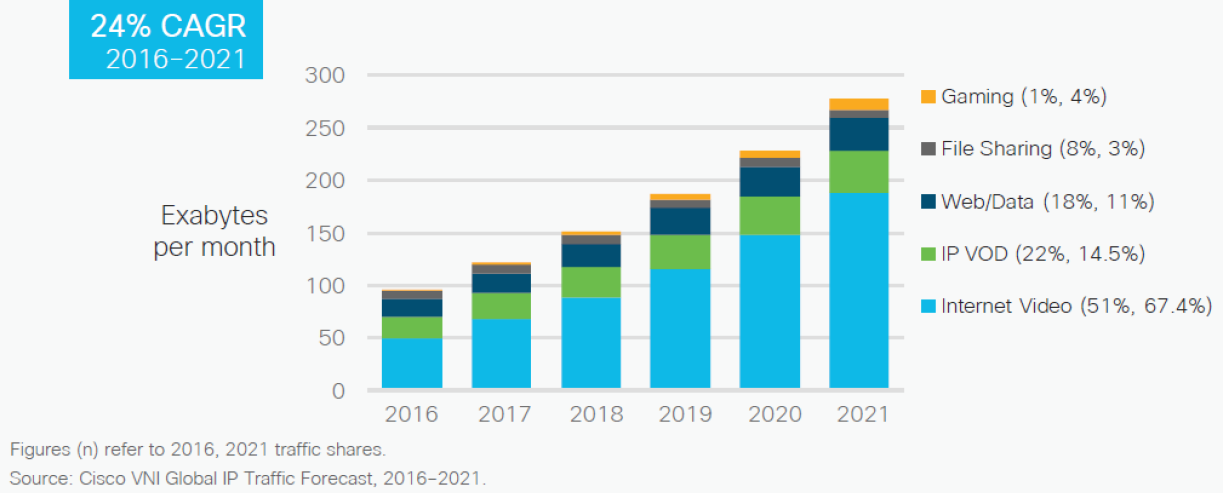 24% CAGR
2016–2021
300
250
200
150
100
50
0
Exabytes
per month
2016 2017 2018 2019 2020 2021
Gaming (1%, 4%)
File Sharing (8%, 3%)
Web/Data (18%, 11%)
IP VOD (22%, 14.5%)
Internet Video (51%, 67.4%)
Figures (n) refer to 2016, 2021 traffic shares.
Source: Cisco VNI Global IP Traffic Forecast, 2016–2021.